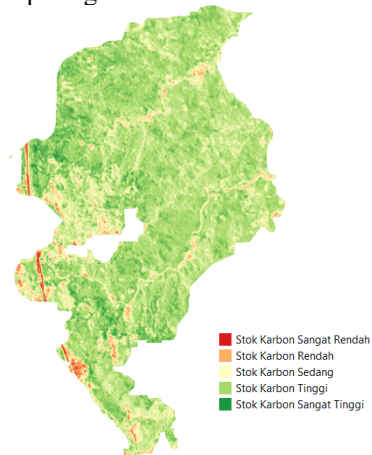 Stok Karbon Sangat Rendah
Stok Karbon Rendah
Stok Karbon Sedang
Stok Karbon Tinggi
Stok Karbon Sangat Tinggi